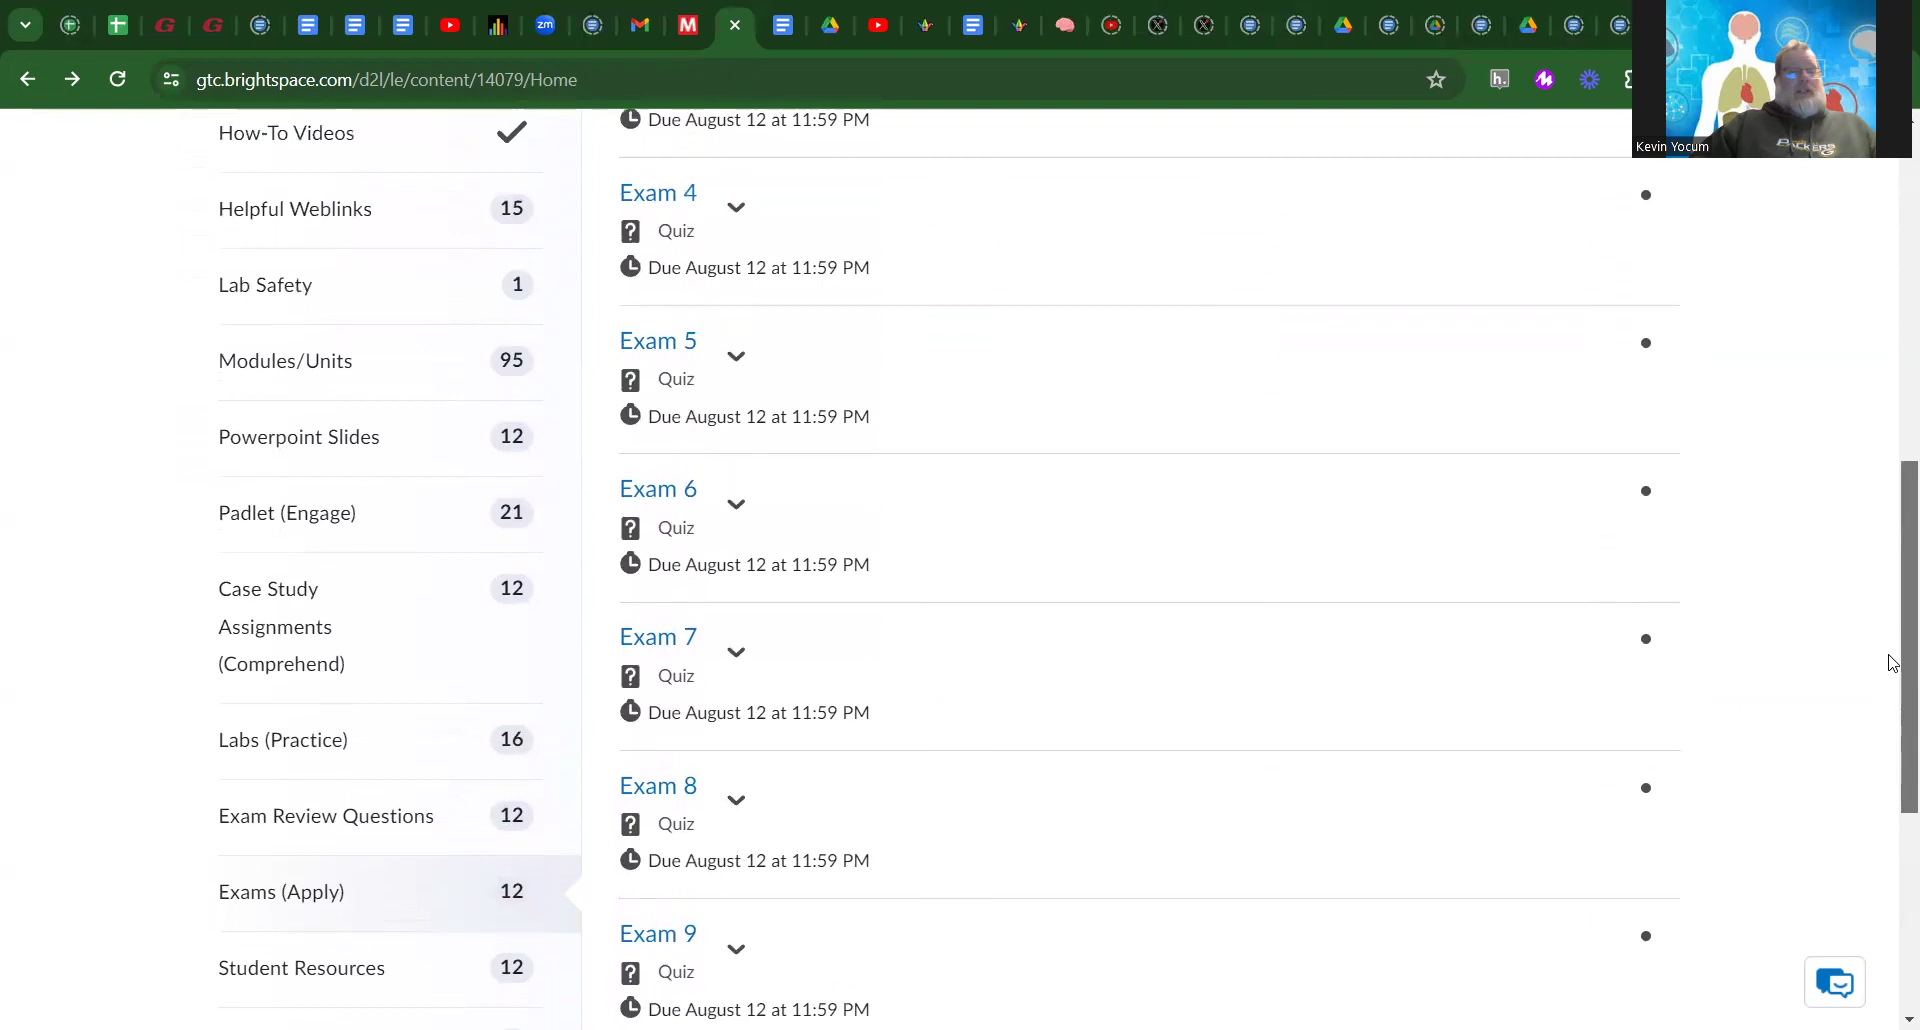 gtc.brightspace.com/d2l/le/content/14079/Home
Kevin Yocum
PACKERS
How-To Videos
Helpful Weblinks 15
Lab Safety 1
Modules/Units 95
Powerpoint Slides 12
Padlet (Engage) 21
Case Study 12
Assignments
(Comprehend)
Labs (Practice) 16
Exam Review Questions 12
Exams (Apply) 12
Student Resources 12
Due August 12 at 11:59 PM
Exam 4
Quiz
Due August 12 at 11:59 PM
Exam 5
Quiz
Due August 12 at 11:59 PM
Exam 6
Quiz
Due August 12 at 11:59 PM
Exam 7
Quiz
Due August 12 at 11:59 PM
Exam 8
Quiz
Due August 12 at 11:59 PM
Exam 9
Quiz
Due August 12 at 11:59 PM